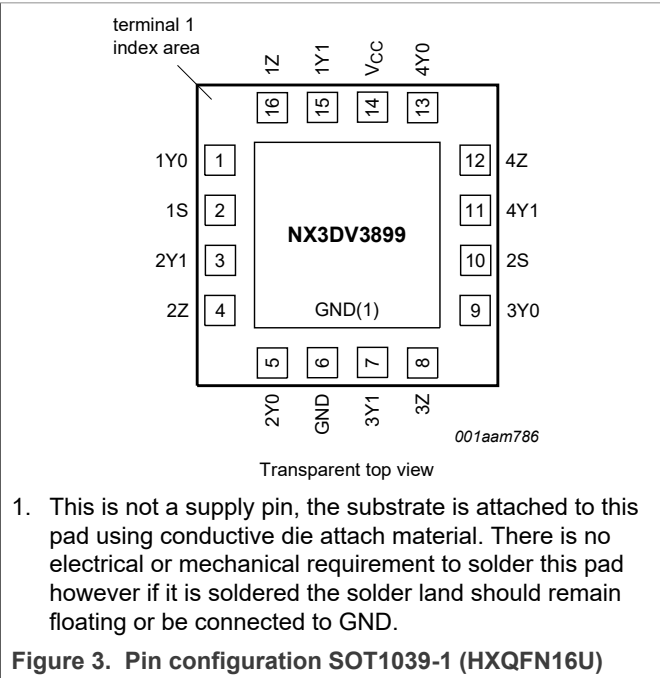 terminal 1
index area
1Z
1Y1
VCC
4Y0
16
15
14
13
1Y0
1
12
4Z
1S
2
11
4Y1
NX3DV3899
2Y1
3
10
2S
2Z
4
GND(1)
9
3Y0
5
6
7
8
2Y0
GND
3Y1
3Z
001aam786
Transparent top view
1. This is not a supply pin, the substrate is attached to this
pad using conductive die attach material. There is no
electrical or mechanical requirement to solder this pad
however if it is soldered the solder land should remain
floating or be connected to GND.
Figure 3. Pin configuration SOT1039-1 (HXQFN16U)